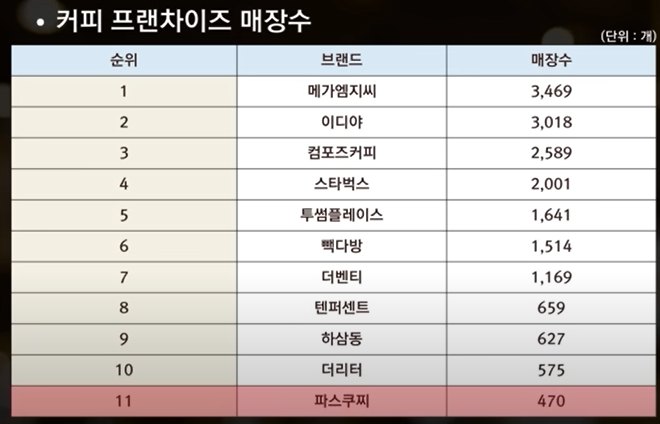 • 커피 프랜차이즈 매장수
(단위 : 개)
순위 브랜드 매장수
1 메가엠지씨 3,469
2 이디야 3,018
3 컴포즈커피 2,589
4 스타벅스 2,001
5 투썸플레이스 1,641
6 빽다방 1,514
7 더벤티 1,169
8 텐퍼센트 659
9 하삼동 627
10 더리터 575
11 파스쿠찌 470